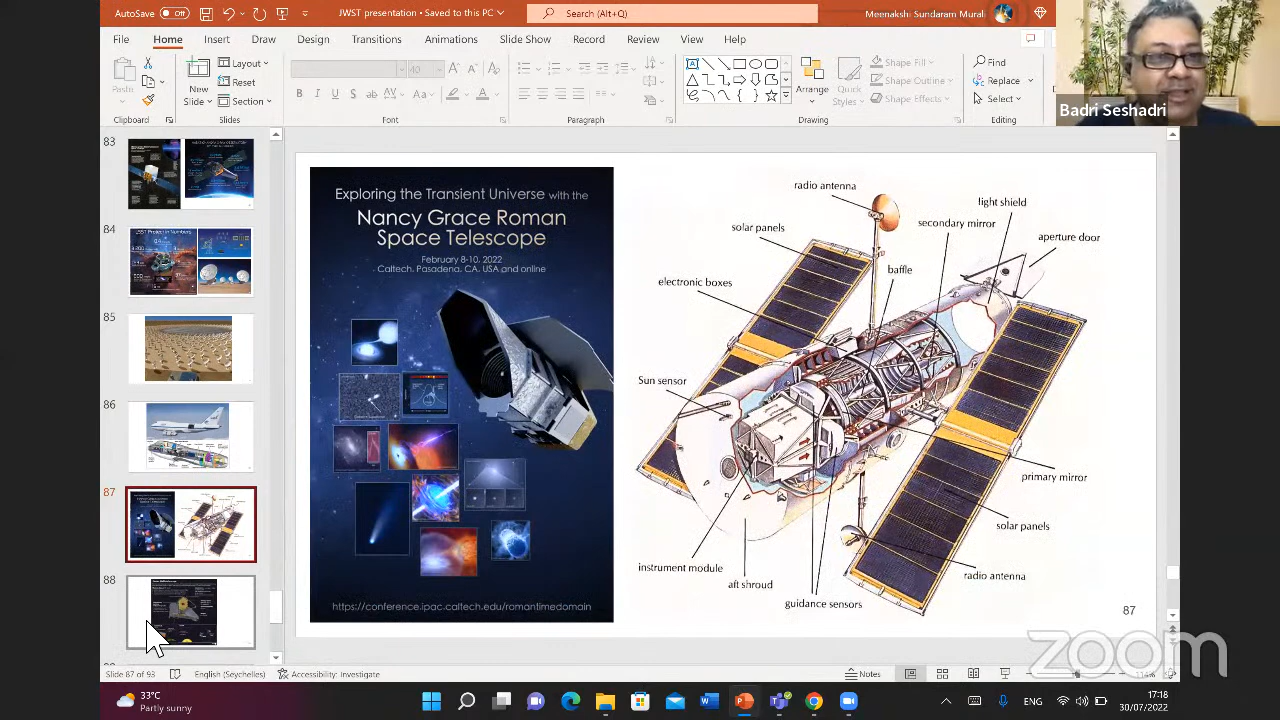 AutoSave Off JWST presentation • Saved to this PC Search (Alt+Q) Meenakshi Sundaram Murali
File Home Insert Draw Design Transitions Animations Slide Show Record Review View Help
Paste
Clipboard
New
Slide
Layout
Reset
Section
Slides
40
Font
Paragraph
Arrange
Quick
Styles
Shape Fill
Shape Outline
Shape Effects
Drawing
Find
Replace
Select
Editing
Badri Seshadri
83
84
85
86
87
88
Exploring the Transient Universe with the
Nancy Grace Roman
Space Telescope
February 8-10, 2022
Caltech, Pasadena, CA, USA and online
https://conference.ipac.caltech.edu/romantimedomain
radio antenna
light shield
solar panels
secondary mirror
aperture door
baffle
electronic boxes
Sun sensor
primary mirror
solar panels
instrument module
radio antenna
aft shroud
guidance sensors
87
zoom
Slide 87 of 93 English (Seychelles) Accessibility: Investigate Notes 114%
33°C
Partly sunny
ENG
17:18
30/07/2022